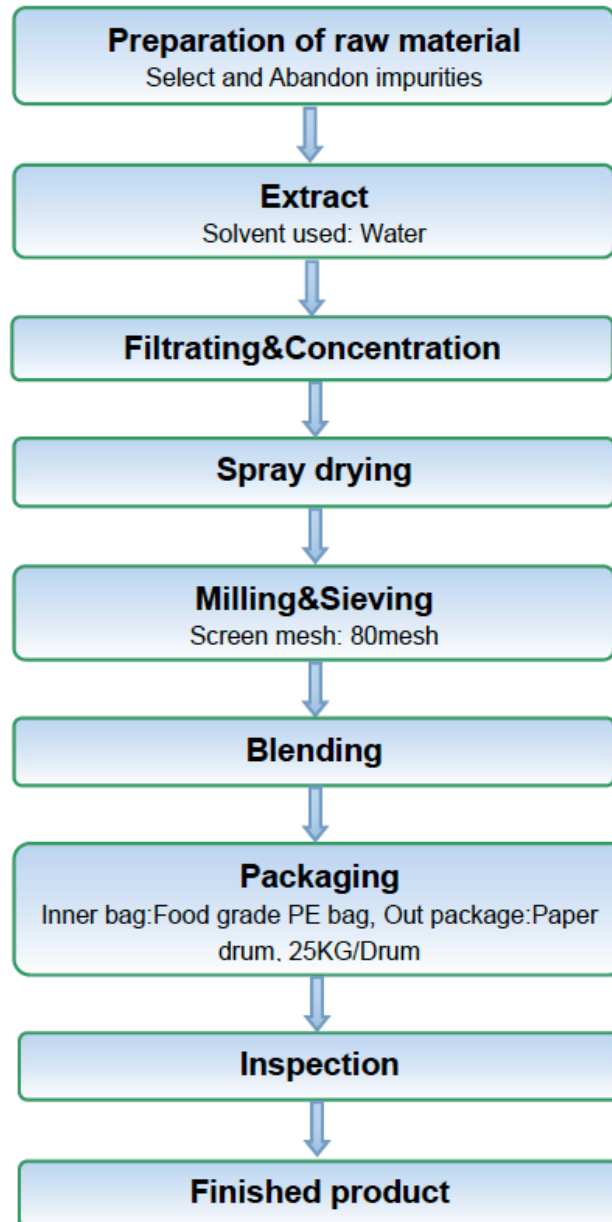 Preparation of raw material
Select and Abandon impurities
Extract
Solvent used: Water
Filtrating&Concentration
Spray drying
Milling&Sieving
Screen mesh: 80mesh
Blending
Packaging
Inner bag:Food grade PE bag, Out package:Paper
drum, 25KG/Drum
Inspection
Finished product